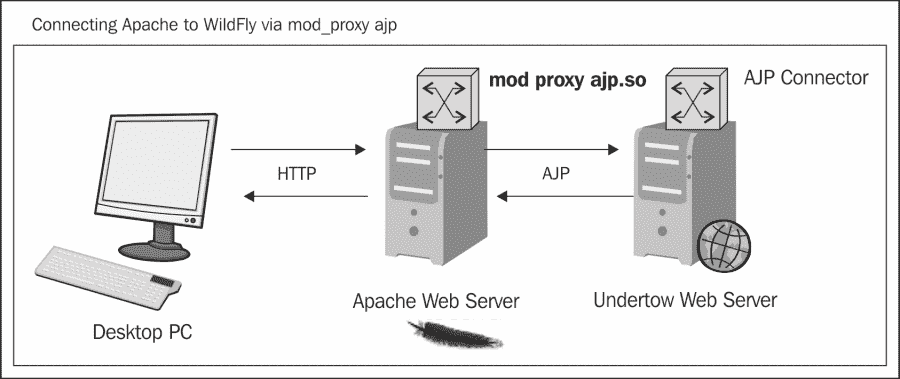 Connecting Apache to WildFly via mod_proxy ajp
mod proxy ajp.so
AJP Connector
HTTP
AJP
Apache Web Server
Undertow Web Server
Desktop PC